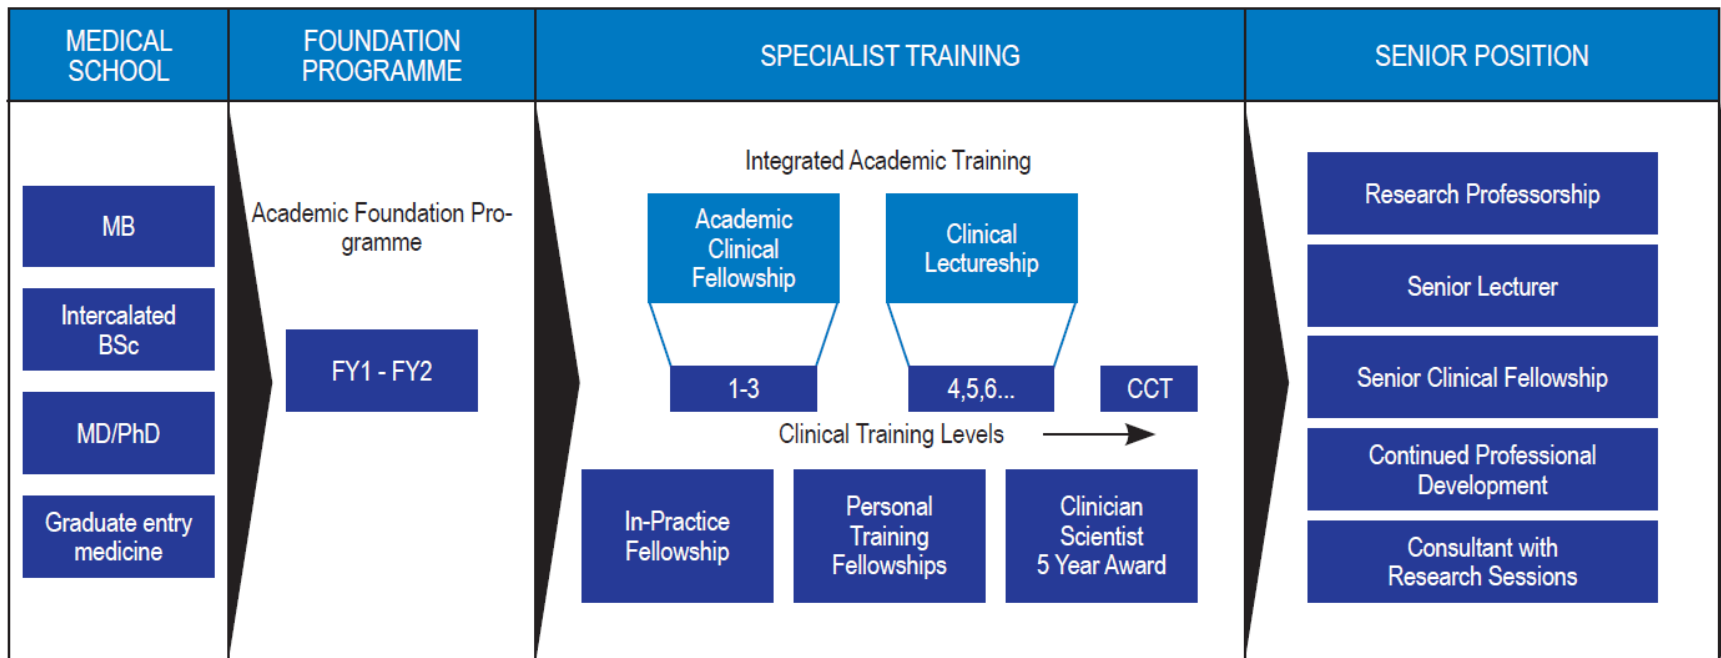 MEDICAL
SCHOOL
FOUNDATION
PROGRAMME
SPECIALIST TRAINING
SENIOR POSITION
MB
Intercalated
BSc
MD/PhD
Graduate entry
medicine
Academic Foundation Pro-
gramme
FY1 - FY2
Integrated Academic Training
Academic
Clinical
Fellowship
Clinical
Lectureship
1-3
4,5,6...
CCT
Clinical Training Levels
In-Practice
Fellowship
Personal
Training
Fellowships
Clinician
Scientist
5 Year Award
Research Professorship
Senior Lecturer
Senior Clinical Fellowship
Continued Professional
Development
Consultant with
Research Sessions